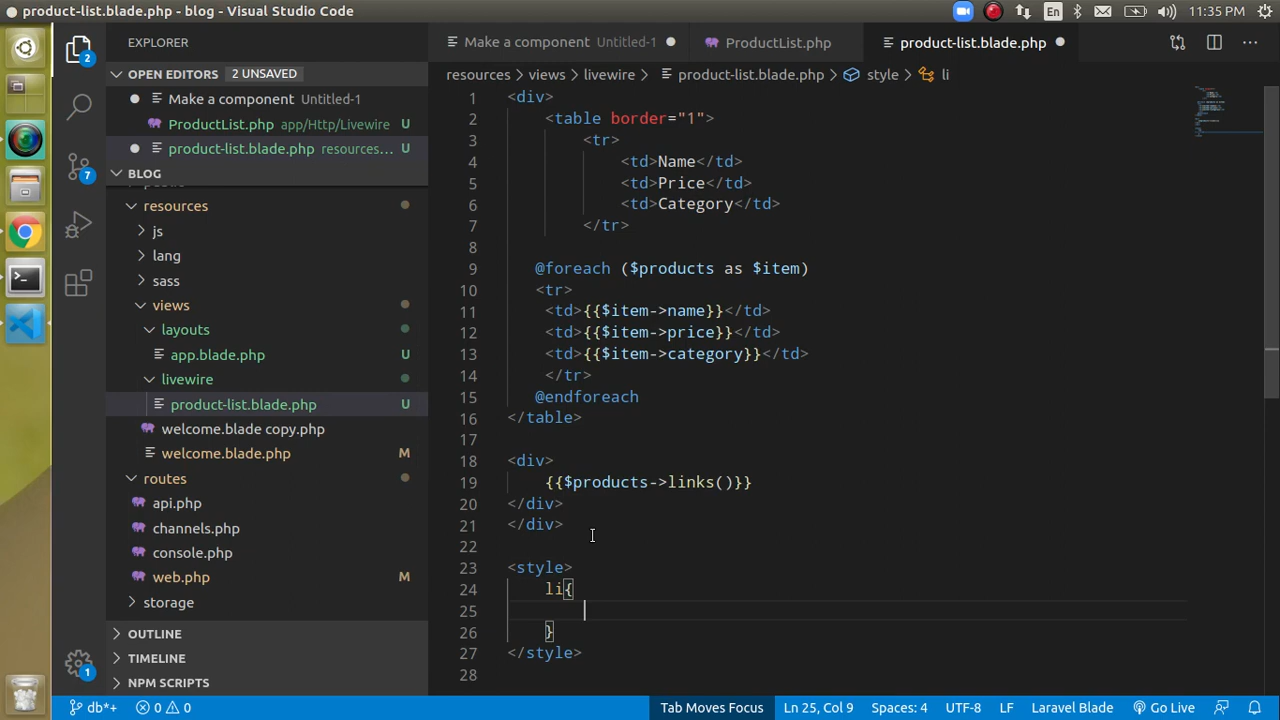 product-list.blade.php - blog - Visual Studio Code
En
11:35 PM
EXPLORER
OPEN EDITORS 2 UNSAVED
Make a component Untitled-1
ProductList.php app/Http/Livewire U
product-list.blade.php resources... U
BLOG
resources
js
lang
sass
views
layouts
app.blade.php U
livewire
product-list.blade.php U
welcome.blade copy.php
welcome.blade.php M
routes
api.php
channels.php
console.php
web.php M
storage
OUTLINE
TIMELINE
NPM SCRIPTS
2
7
1
Make a component Untitled-1
ProductList.php
product-list.blade.php
resources > views > livewire > product-list.blade.php > style > li
1 <div>
2 <table border="1">
3 <tr>
4 <td>Name</td>
5 <td>Price</td>
6 <td>Category</td>
7 </tr>
8
9 @foreach ($products as $item)
10 <tr>
11 <td>{{$item->name}}</td>
12 <td>{{$item->price}}</td>
13 <td>{{$item->category}}</td>
14 </tr>
15 @endforeach
16 </table>
17
18 <div>
19 {{$products->links()}}
20 </div>
21 </div>
22
23 <style>
24 li{
25
26 }
27 </style>
28
db*+ 0 0 Tab Moves Focus Ln 25, Col 9 Spaces: 4 UTF-8 LF Laravel Blade Go Live